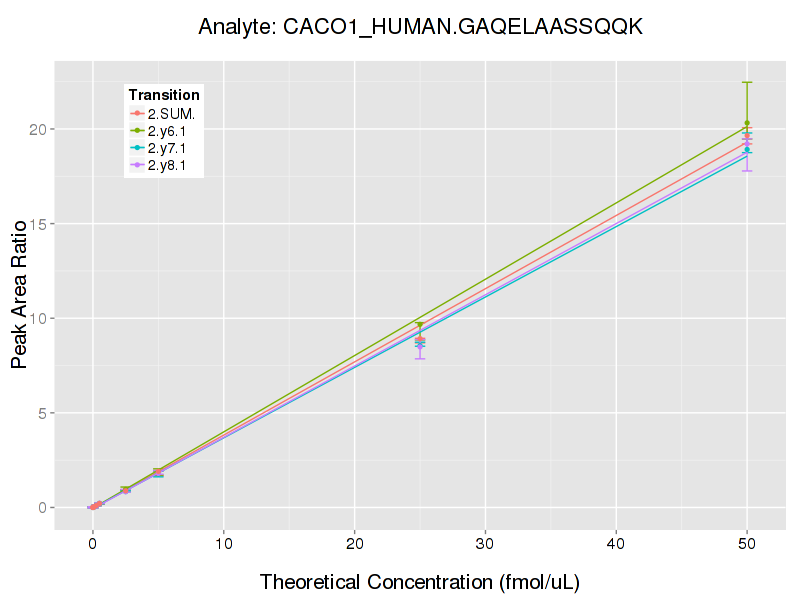 Analyte: CACO1_HUMAN.GAQELAASSQQK
Transition
2.SUM.
2.y6.1
2.y7.1
2.y8.1
20
15
10
5
0
Peak Area Ratio
0 10 20 30 40 50
Theoretical Concentration (fmol/uL)